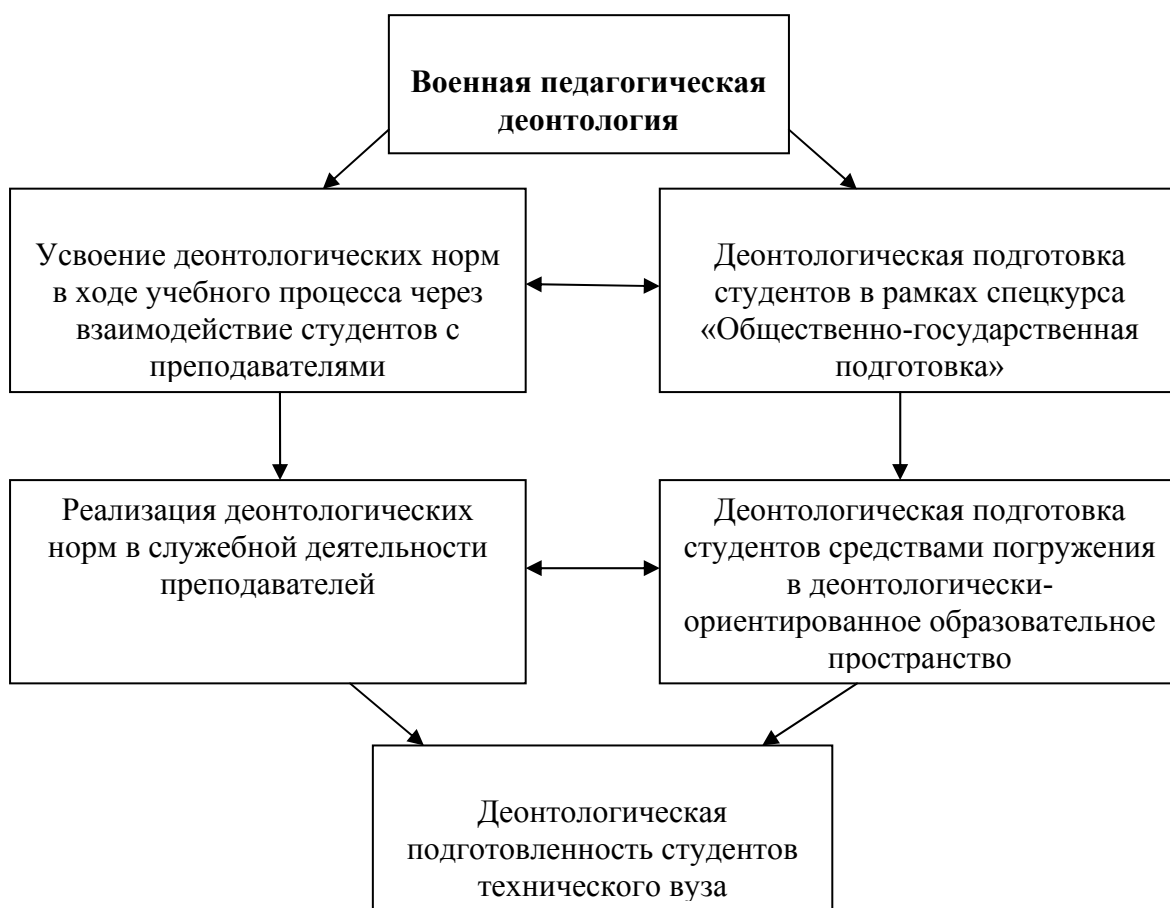 Военная педагогическая
деонтология
Усвоение деонтологических норм
в ходе учебного процесса через
взаимодействие студентов с
преподавателями
Деонтологическая подготовка
студентов в рамках спецкурса
«Общественно-государственная
подготовка»
Реализация деонтологических
норм в служебной деятельности
преподавателей
Деонтологическая подготовка
студентов средствами погружения
в деонтологически-
ориентированное образовательное
пространство
Деонтологическая
подготовленность студентов
технического вуза